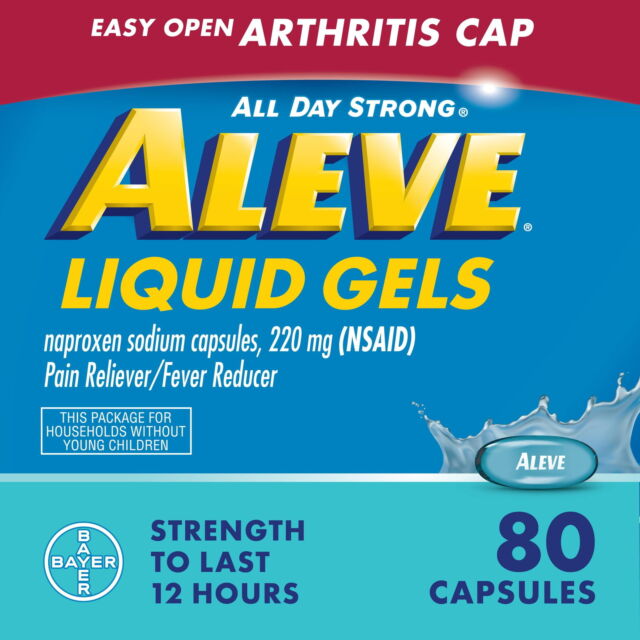 EASY OPEN ARTHRITIS CAP
ALL DAY STRONG®
ALEVE®
LIQUID GELS
naproxen sodium capsules, 220 mg (NSAID)
Pain Reliever/Fever Reducer
THIS PACKAGE FOR
HOUSEHOLDS WITHOUT
YOUNG CHILDREN
ALEVE
BAYER
BAYER
STRENGTH
TO LAST
12 HOURS
80
CAPSULES